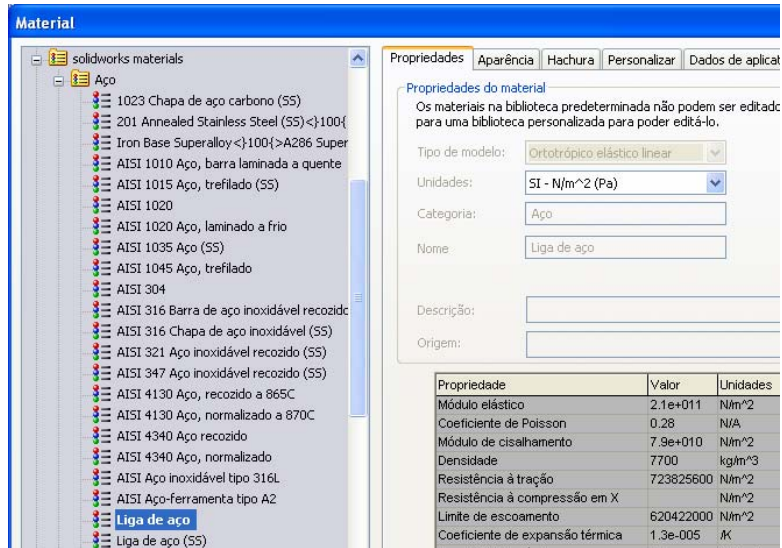 Material
solidworks materials
Aço
1023 Chapa de aço carbono (SS)
201 Annealed Stainless Steel (SS)<}100{
Iron Base Superalloy<}100{>A286 Super
AISI 1010 Aço, barra laminada a quente
AISI 1015 Aço, trefilado (SS)
AISI 1020
AISI 1020 Aço, laminado a frio
AISI 1035 Aço (SS)
AISI 1045 Aço, trefilado
AISI 304
AISI 316 Barra de aço inoxidável recozido
AISI 316 Chapa de aço inoxidável (SS)
AISI 321 Aço inoxidável recozido (SS)
AISI 347 Aço inoxidável recozido (SS)
AISI 4130 Aço, recozido a 865C
AISI 4130 Aço, normalizado a 870C
AISI 4340 Aço recozido
AISI 4340 Aço, normalizado
AISI Aço inoxidável tipo 316L
AISI Aço-ferramenta tipo A2
Liga de aço
Liga de aço (SS)
Propriedades Aparência Hachura Personalizar Dados de aplicat
Propriedades do material
Os materiais na biblioteca predeterminada não podem ser editado
para uma biblioteca personalizada para poder editá-lo.
Tipo de modelo: Ortotrópico elástico linear
Unidades: SI - N/m^2 (Pa)
Categoria: Aço
Nome Liga de aço
Descrição:
Origem:
Propriedade Valor Unidades
Módulo elástico 2.1e+011 N/m^2
Coeficiente de Poisson 0.28 N/A
Módulo de cisalhamento 7.9e+010 N/m^2
Densidade 7700 kg/m^3
Resistência à tração 723825600 N/m^2
Resistência à compressão em X N/m^2
Limite de escoamento 620422000 N/m^2
Coeficiente de expansão térmica 1.3e-005 /K